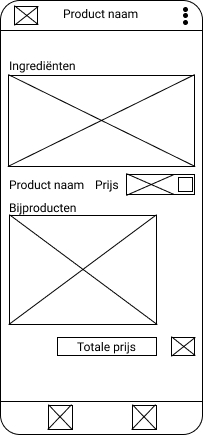 Product naam
Ingrediënten
Product naam Prijs
Bijproducten
Totale prijs